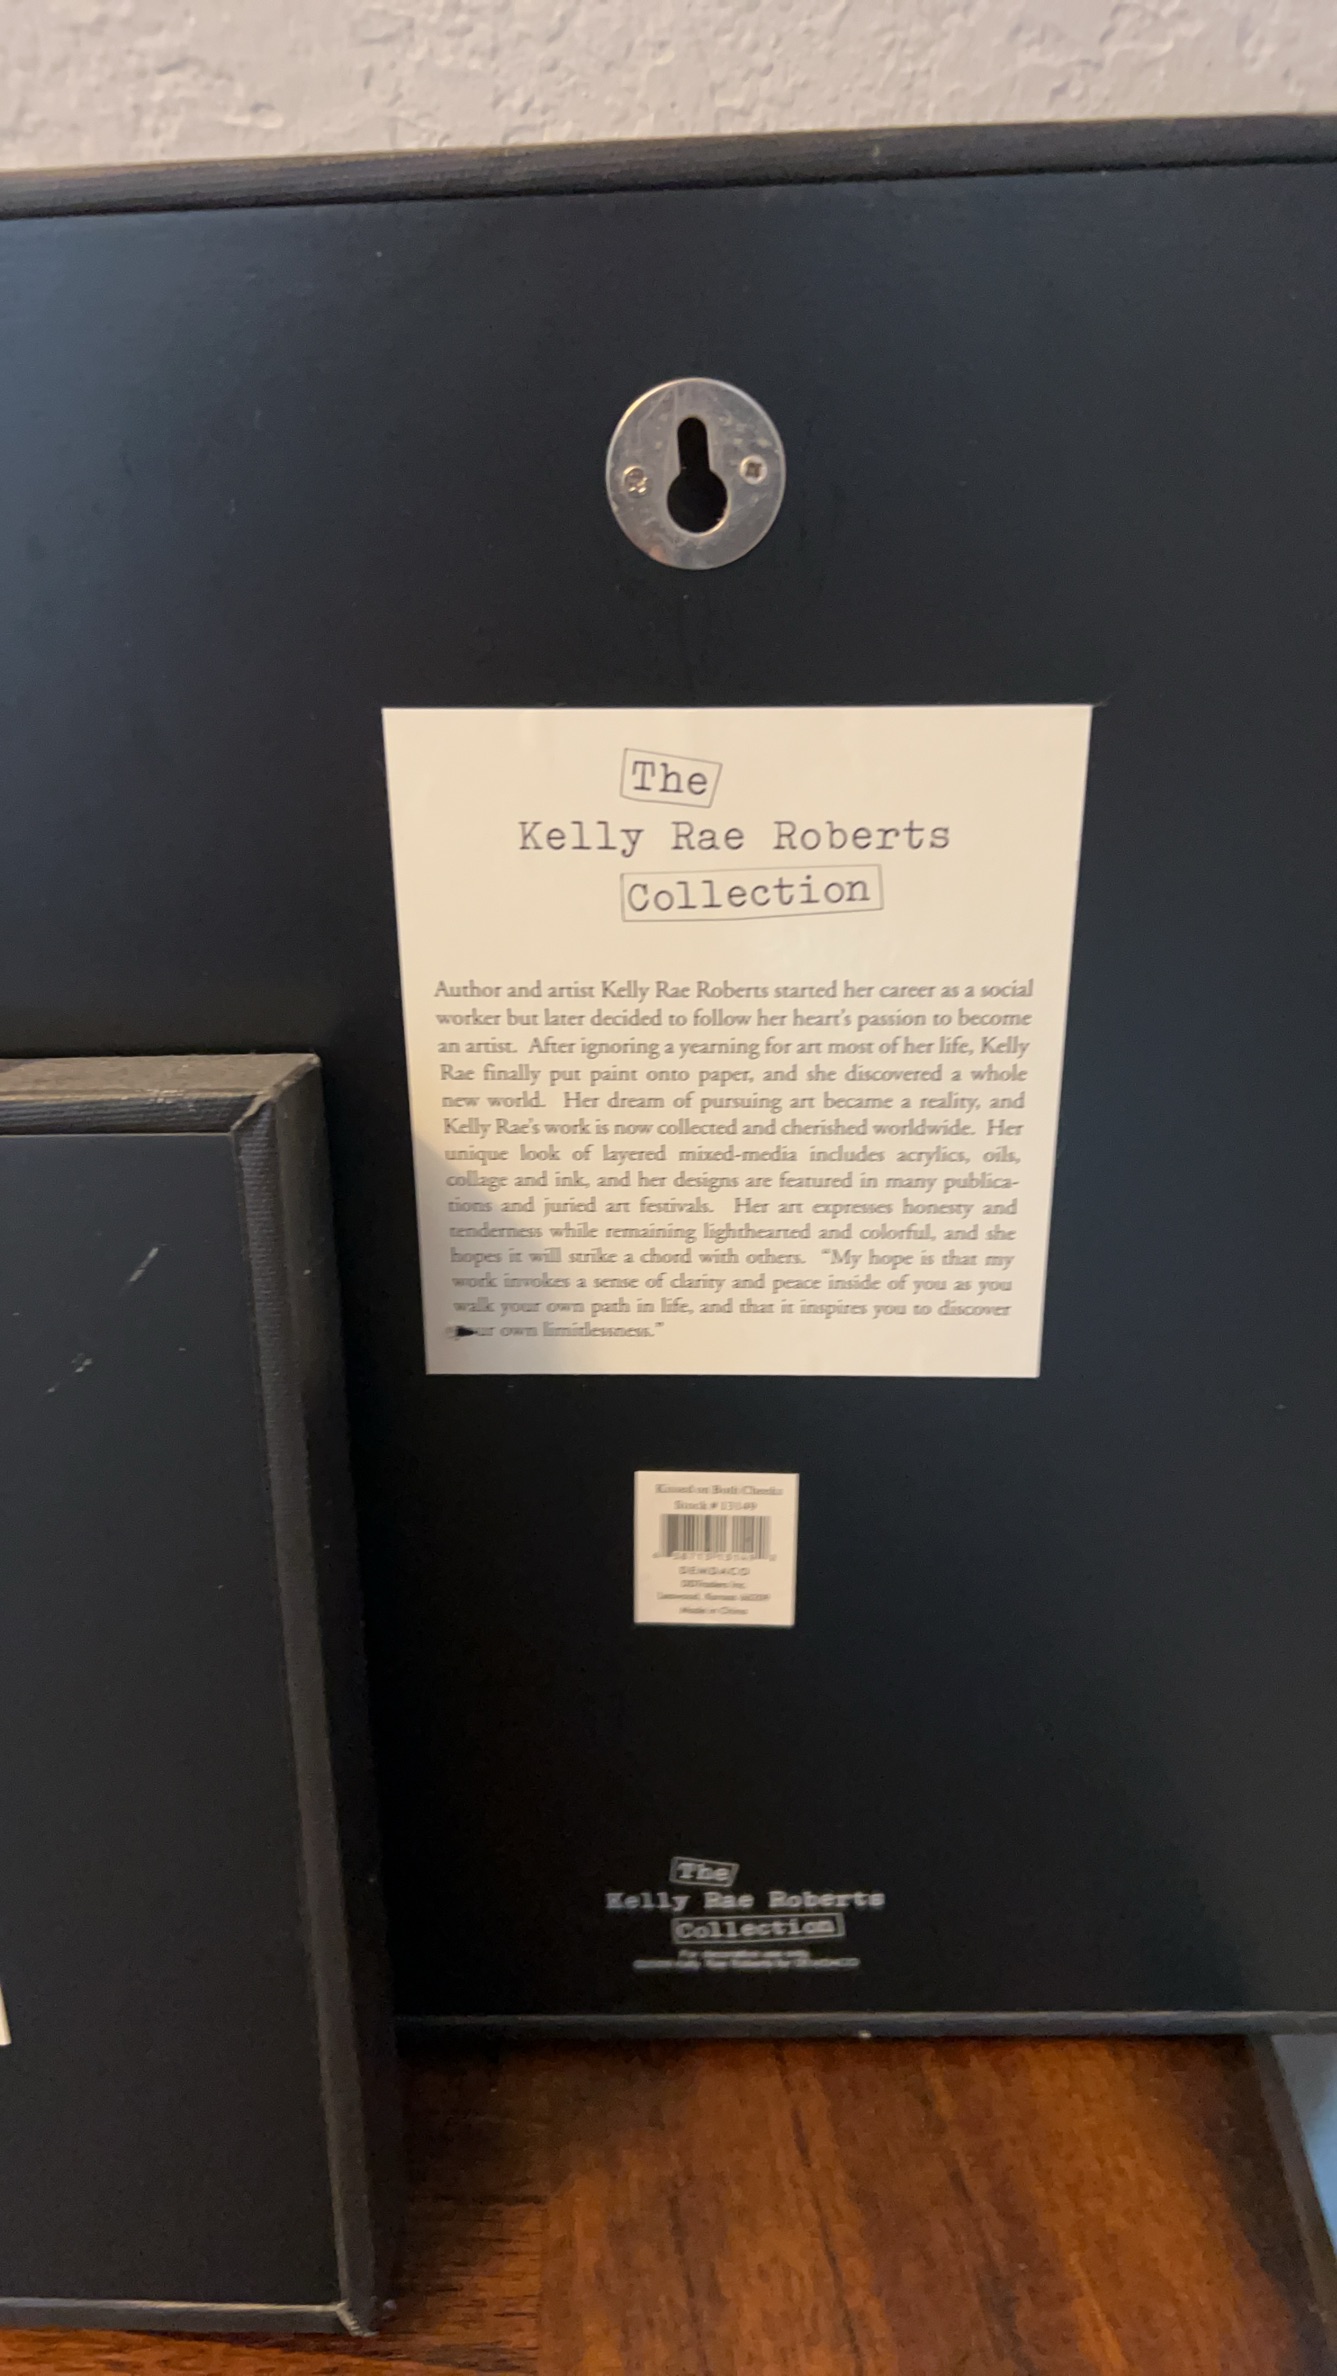 The
Kelly Rae Roberts
Collection
Author and artist Kelly Rae Roberts started her career as a social
worker but later decided to follow her heart's passion to become
an artist. After ignoring a yearning for art most of her life, Kelly
Rae finally put paint onto paper, and she discovered a whole
new world. Her dream of pursuing art became a reality, and
Kelly Rae's work is now collected and cherished worldwide. Her
unique look of layered mixed-media includes acrylics, oils,
collage and ink, and her designs are featured in many publica-
tions and juried art festivals. Her art expresses honesty and
tenderness while remaining lighthearted and colorful, and she
hopes it will strike a chord with others. "My hope is that my
work invokes a sense of clarity and peace inside of you as you
walk your own path in life, and that it inspires you to discover
your own limitlessness."
Kissed on Both Cheeks
Stock # 13149
DEMDACO
Made in China
The
Kelly Rae Roberts
Collection